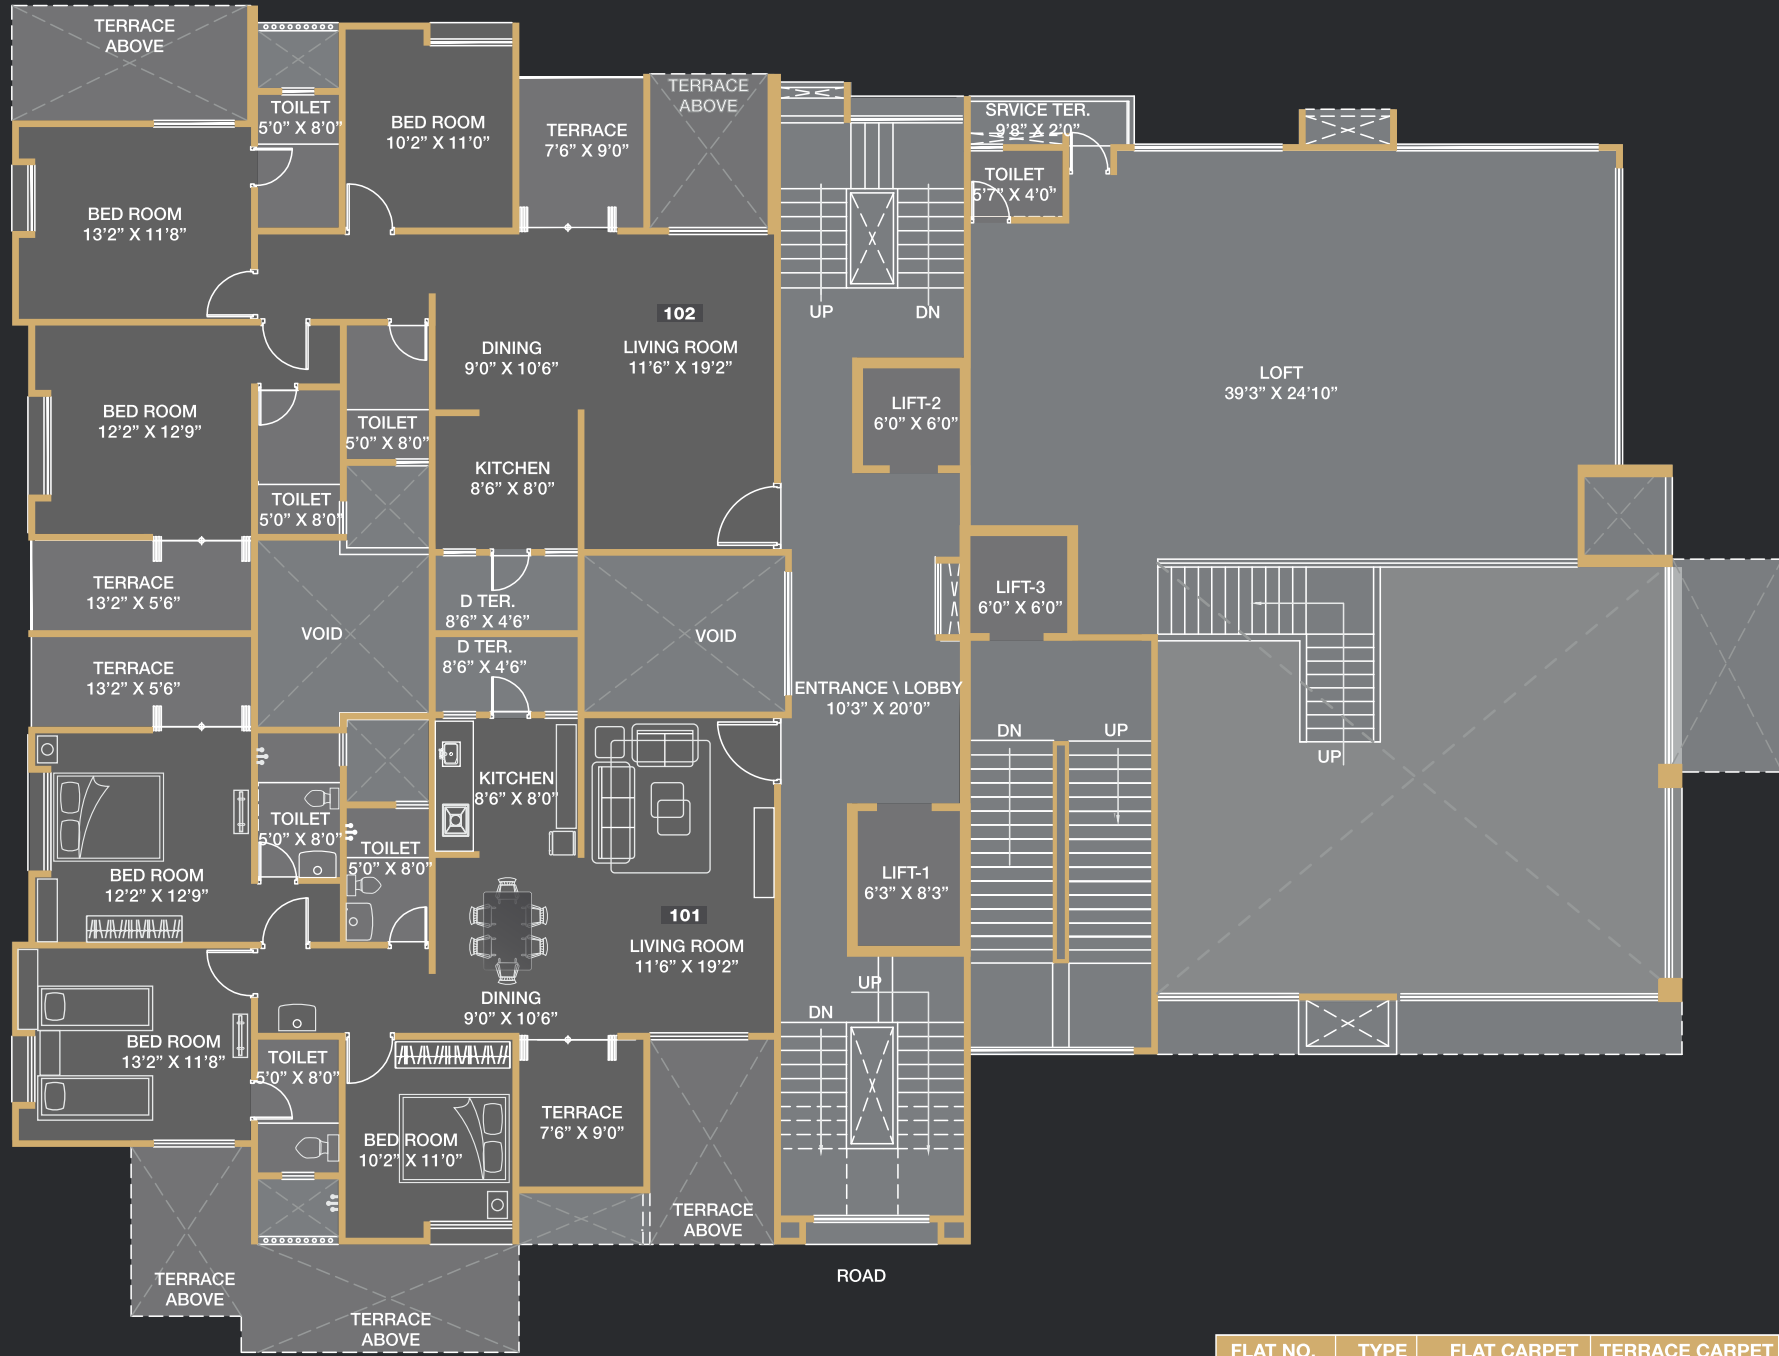 TERRACE
ABOVE
TOILET
5'0" X 8'0"
BED ROOM
10'2" X 11'0"
TERRACE
7'6" X 9'0"
TERRACE
ABOVE
SRVICE TER.
9'8" X 2'0"
TOILET
5'7" X 4'0"
BED ROOM
13'2" X 11'8"
UP
DN
102
DINING
9'0" X 10'6"
LIVING ROOM
11'6" X 19'2"
LOFT
39'3" X 24'10"
BED ROOM
12'2" X 12'9"
TOILET
5'0" X 8'0"
LIFT-2
6'0" X 6'0"
KITCHEN
8'6" X 8'0"
TOILET
5'0" X 8'0"
TERRACE
13'2" X 5'6"
D TER.
8'6" X 4'6"
LIFT-3
6'0" X 6'0"
VOID
VOID
D TER.
8'6" X 4'6"
TERRACE
13'2" X 5'6"
ENTRANCE \ LOBBY
10'3" X 20'0"
DN
UP
UP
KITCHEN
8'6" X 8'0"
TOILET
5'0" X 8'0"
TOILET
5'0" X 8'0"
BED ROOM
12'2" X 12'9"
LIFT-1
6'3" X 8'3"
101
LIVING ROOM
11'6" X 19'2"
DINING
9'0" X 10'6"
UP
DN
BED ROOM
13'2" X 11'8"
TOILET
5'0" X 8'0"
TERRACE
7'6" X 9'0"
BED ROOM
10'2" X 11'0"
TERRACE
ABOVE
TERRACE
ABOVE
TERRACE
ABOVE
ROAD
FLAT NO. TYPE FLAT CARPET TERRACE CARPET